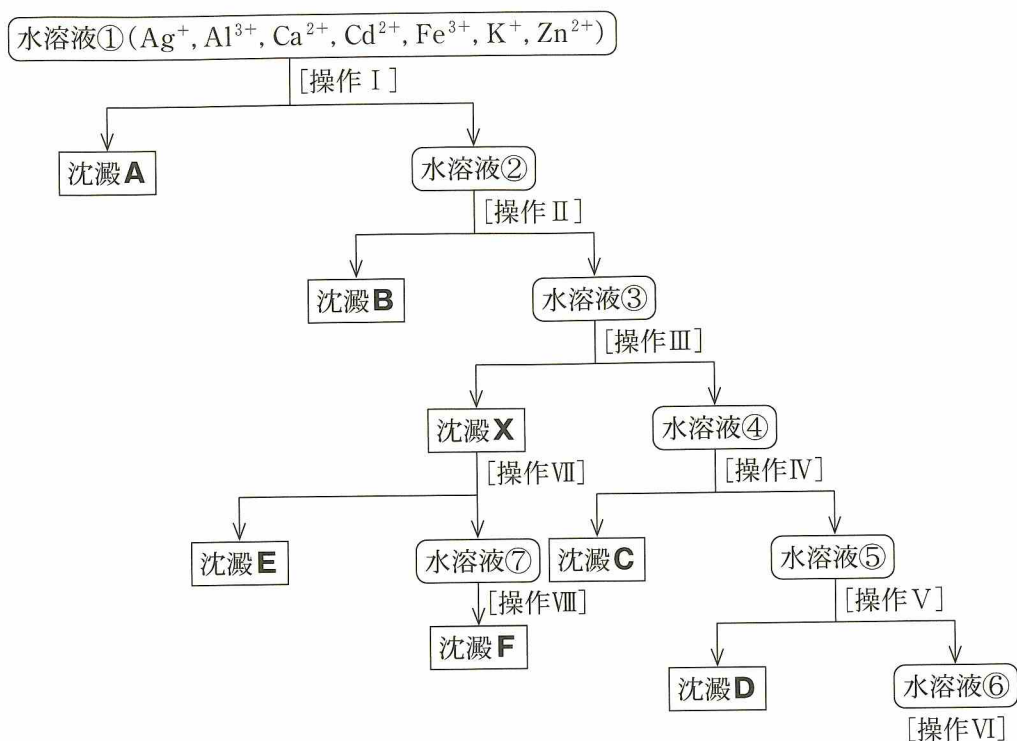 水溶液①(Ag⁺, Al³⁺, Ca²⁺, Cd²⁺, Fe³⁺, K⁺, Zn²⁺)
[操作Ⅰ]
沈澱A
水溶液②
[操作Ⅱ]
沈澱B
水溶液③
[操作Ⅲ]
沈澱X
水溶液④
[操作Ⅶ]
[操作Ⅳ]
沈澱E
水溶液⑦
沈澱C
水溶液⑤
[操作Ⅷ]
[操作Ⅴ]
沈澱F
沈澱D
水溶液⑥
[操作Ⅵ]